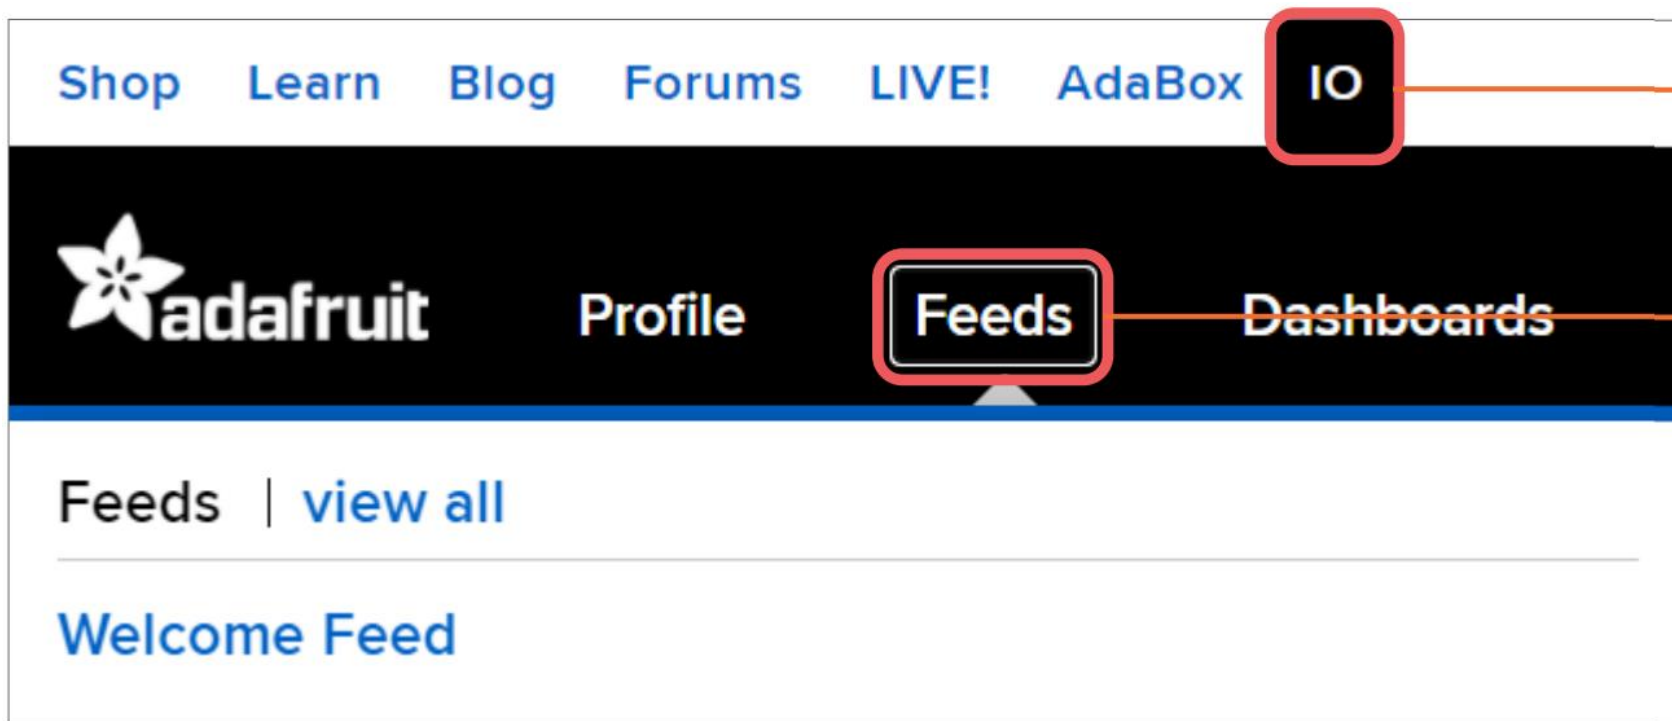 Shop Learn Blog Forums LIVE! AdaBox IO
adafruit Profile Feeds Dashboards
Feeds | view all
Welcome Feed